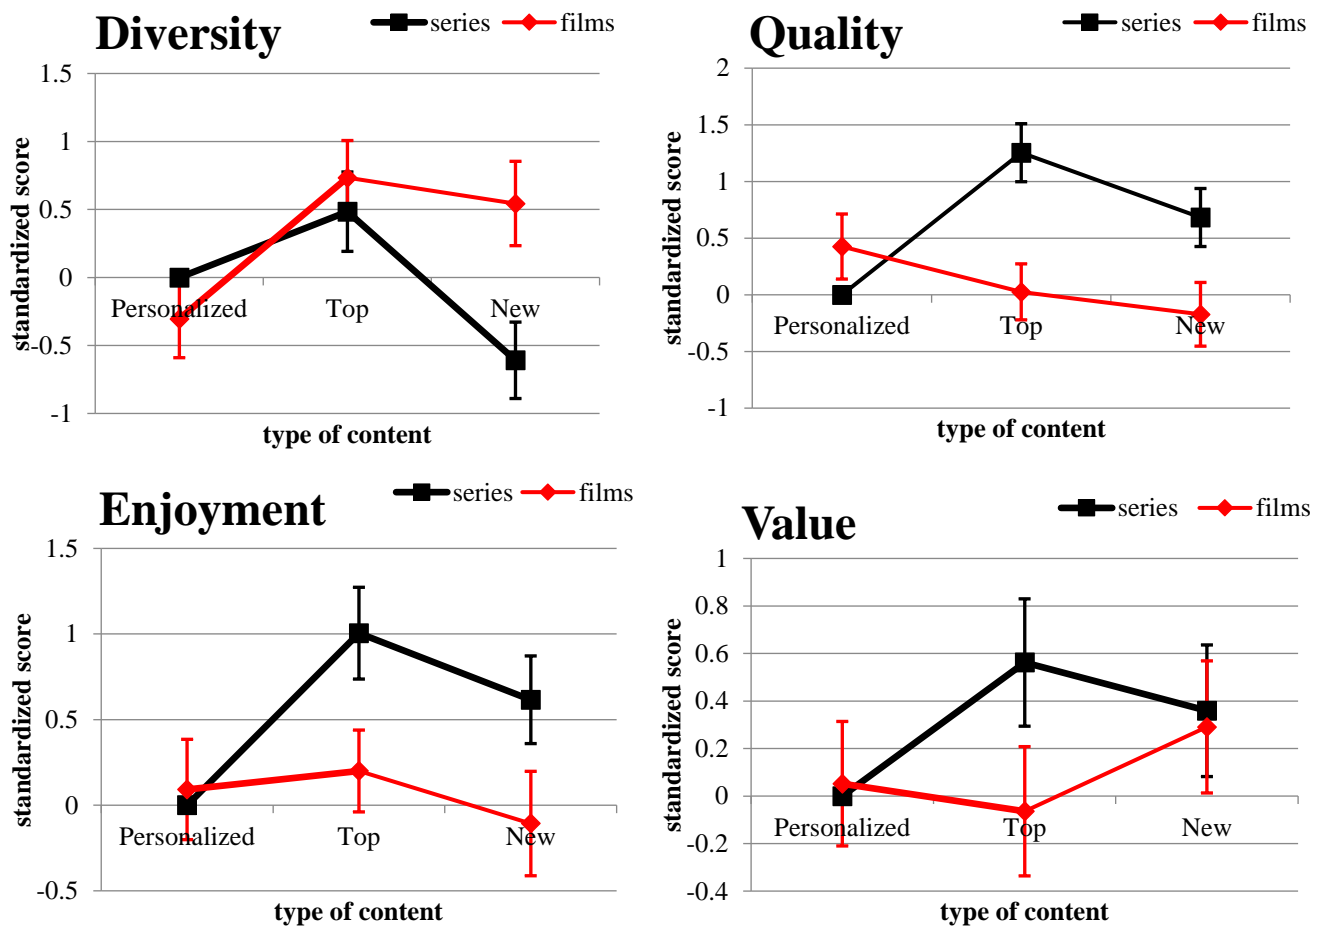 Diversity
series films
1.5
1
0.5
0
-0.5
-1
standardized score
Personalized Top New
type of content
Quality
series films
2
1.5
1
0.5
0
-0.5
-1
standardized score
Personalized Top New
type of content
Enjoyment
series films
1.5
1
0.5
0
-0.5
standardized score
Personalized Top New
type of content
Value
series films
1
0.8
0.6
0.4
0.2
0
-0.2
-0.4
standardized score
Personalized Top New
type of content